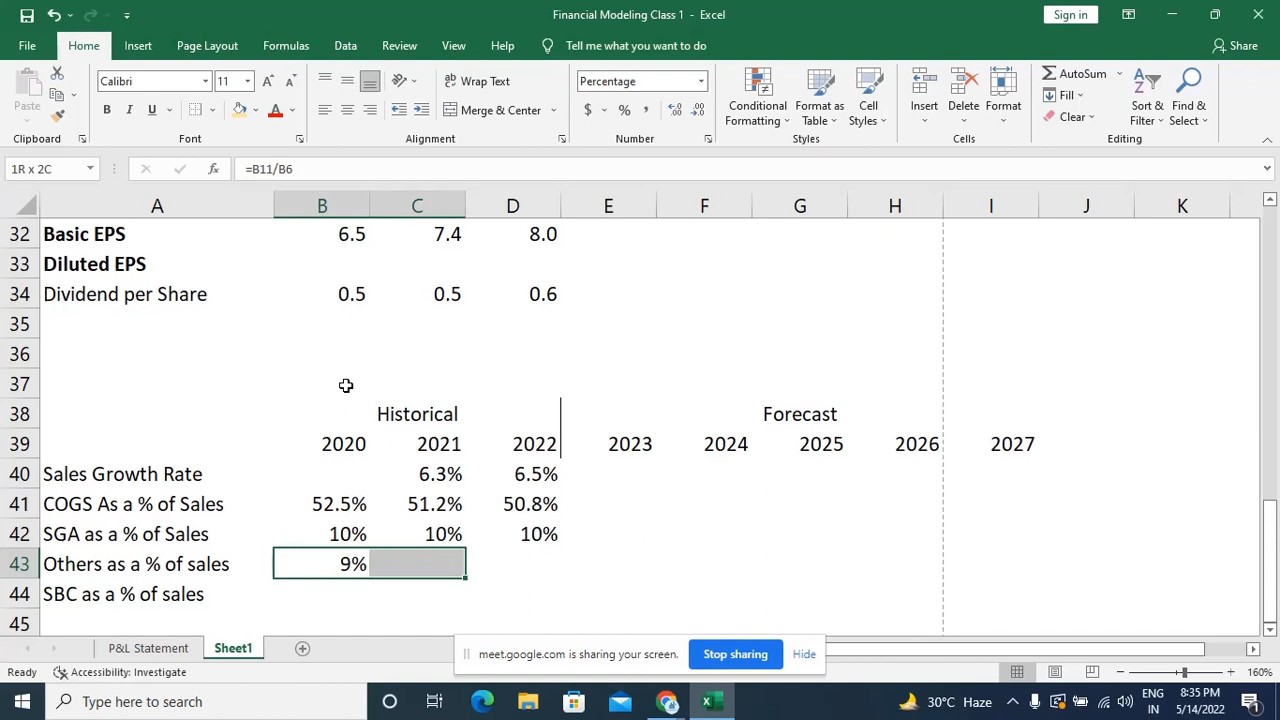 Financial Modeling Class 1 - Excel
Sign in
File Home Insert Page Layout Formulas Data Review View Help Tell me what you want to do Share
Paste
Calibri 11
B I U
Wrap Text
Merge & Center
Percentage
$ % ,
Conditional Formatting
Format as Table
Cell Styles
Insert Delete Format
AutoSum
Fill
Clear
Sort & Filter
Find & Select
Clipboard Font Alignment Number Styles Cells Editing
1R x 2C fx =B11/B6
A B C D E F G H I J K
32 Basic EPS 6.5 7.4 8.0
33 Diluted EPS
34 Dividend per Share 0.5 0.5 0.6
35
36
37
38 Historical Forecast
39 2020 2021 2022 2023 2024 2025 2026 2027
40 Sales Growth Rate 6.3% 6.5%
41 COGS As a % of Sales 52.5% 51.2% 50.8%
42 SGA as a % of Sales 10% 10% 10%
43 Others as a % of sales 9%
44 SBC as a % of sales
45
P&L Statement Sheet1
meet.google.com is sharing your screen. Stop sharing Hide
Ready Accessibility: Investigate 160%
Type here to search
30°C Haze
ENG
IN
8:35 PM
5/14/2022
1